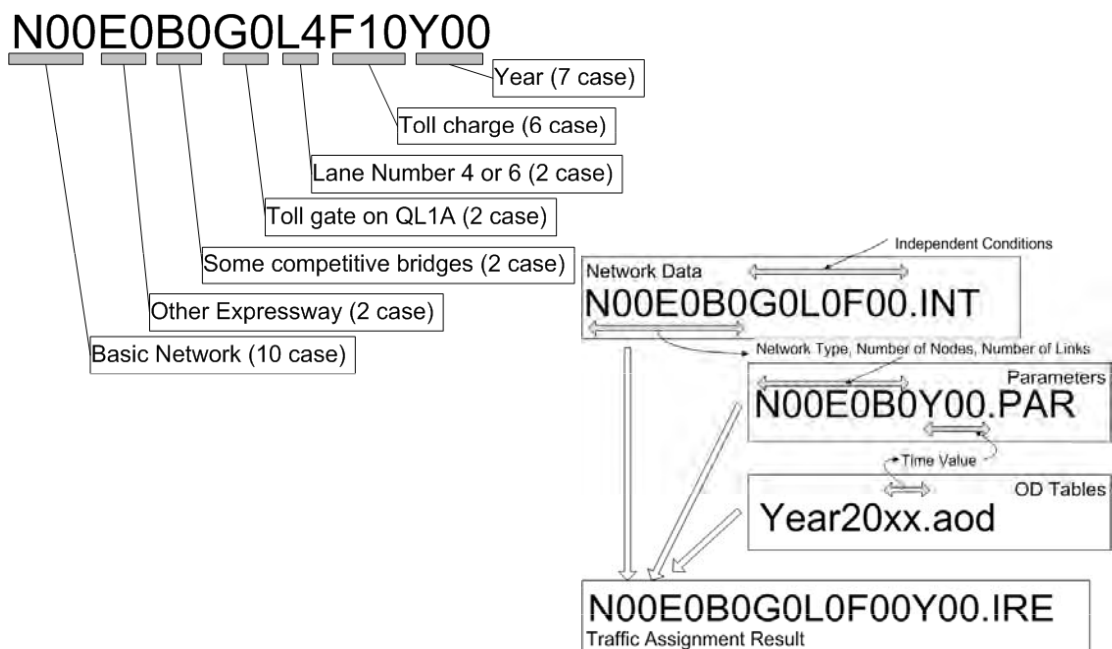 N00E0B0G0L4F10Y00
Year (7 case)
Toll charge (6 case)
Lane Number 4 or 6 (2 case)
Toll gate on QL1A (2 case)
Some competitive bridges (2 case)
Other Expressway (2 case)
Basic Network (10 case)
Independent Conditions
Network Data
N00E0B0G0L0F00.INT
Network Type, Number of Nodes, Number of Links
Parameters
N00E0B0Y00.PAR
Time Value
OD Tables
Year20xx.aod
N00E0B0G0L0F00Y00.IRE
Traffic Assignment Result